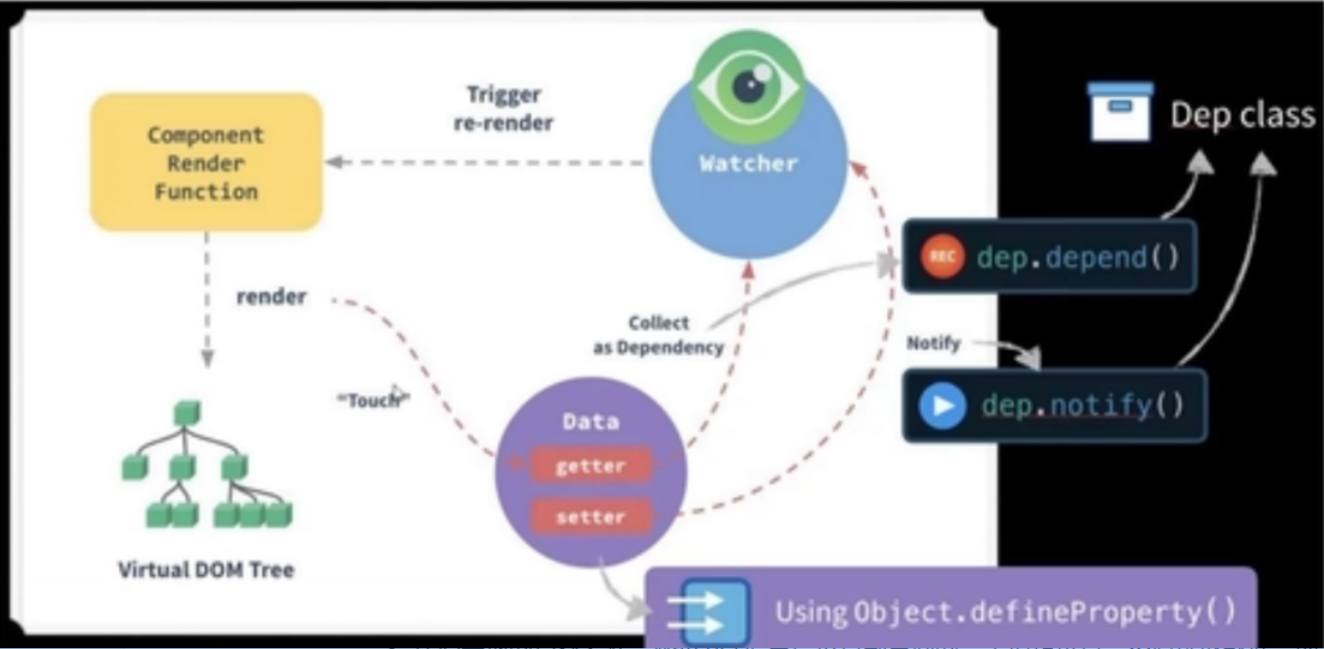 Trigger
re-render
Component
Render
Function
Watcher
Dep class
REC
dep.depend()
render
Collect
as Dependency
Notify
"Touch"
dep.notify()
Data
getter
setter
Virtual DOM Tree
Using Object.defineProperty()